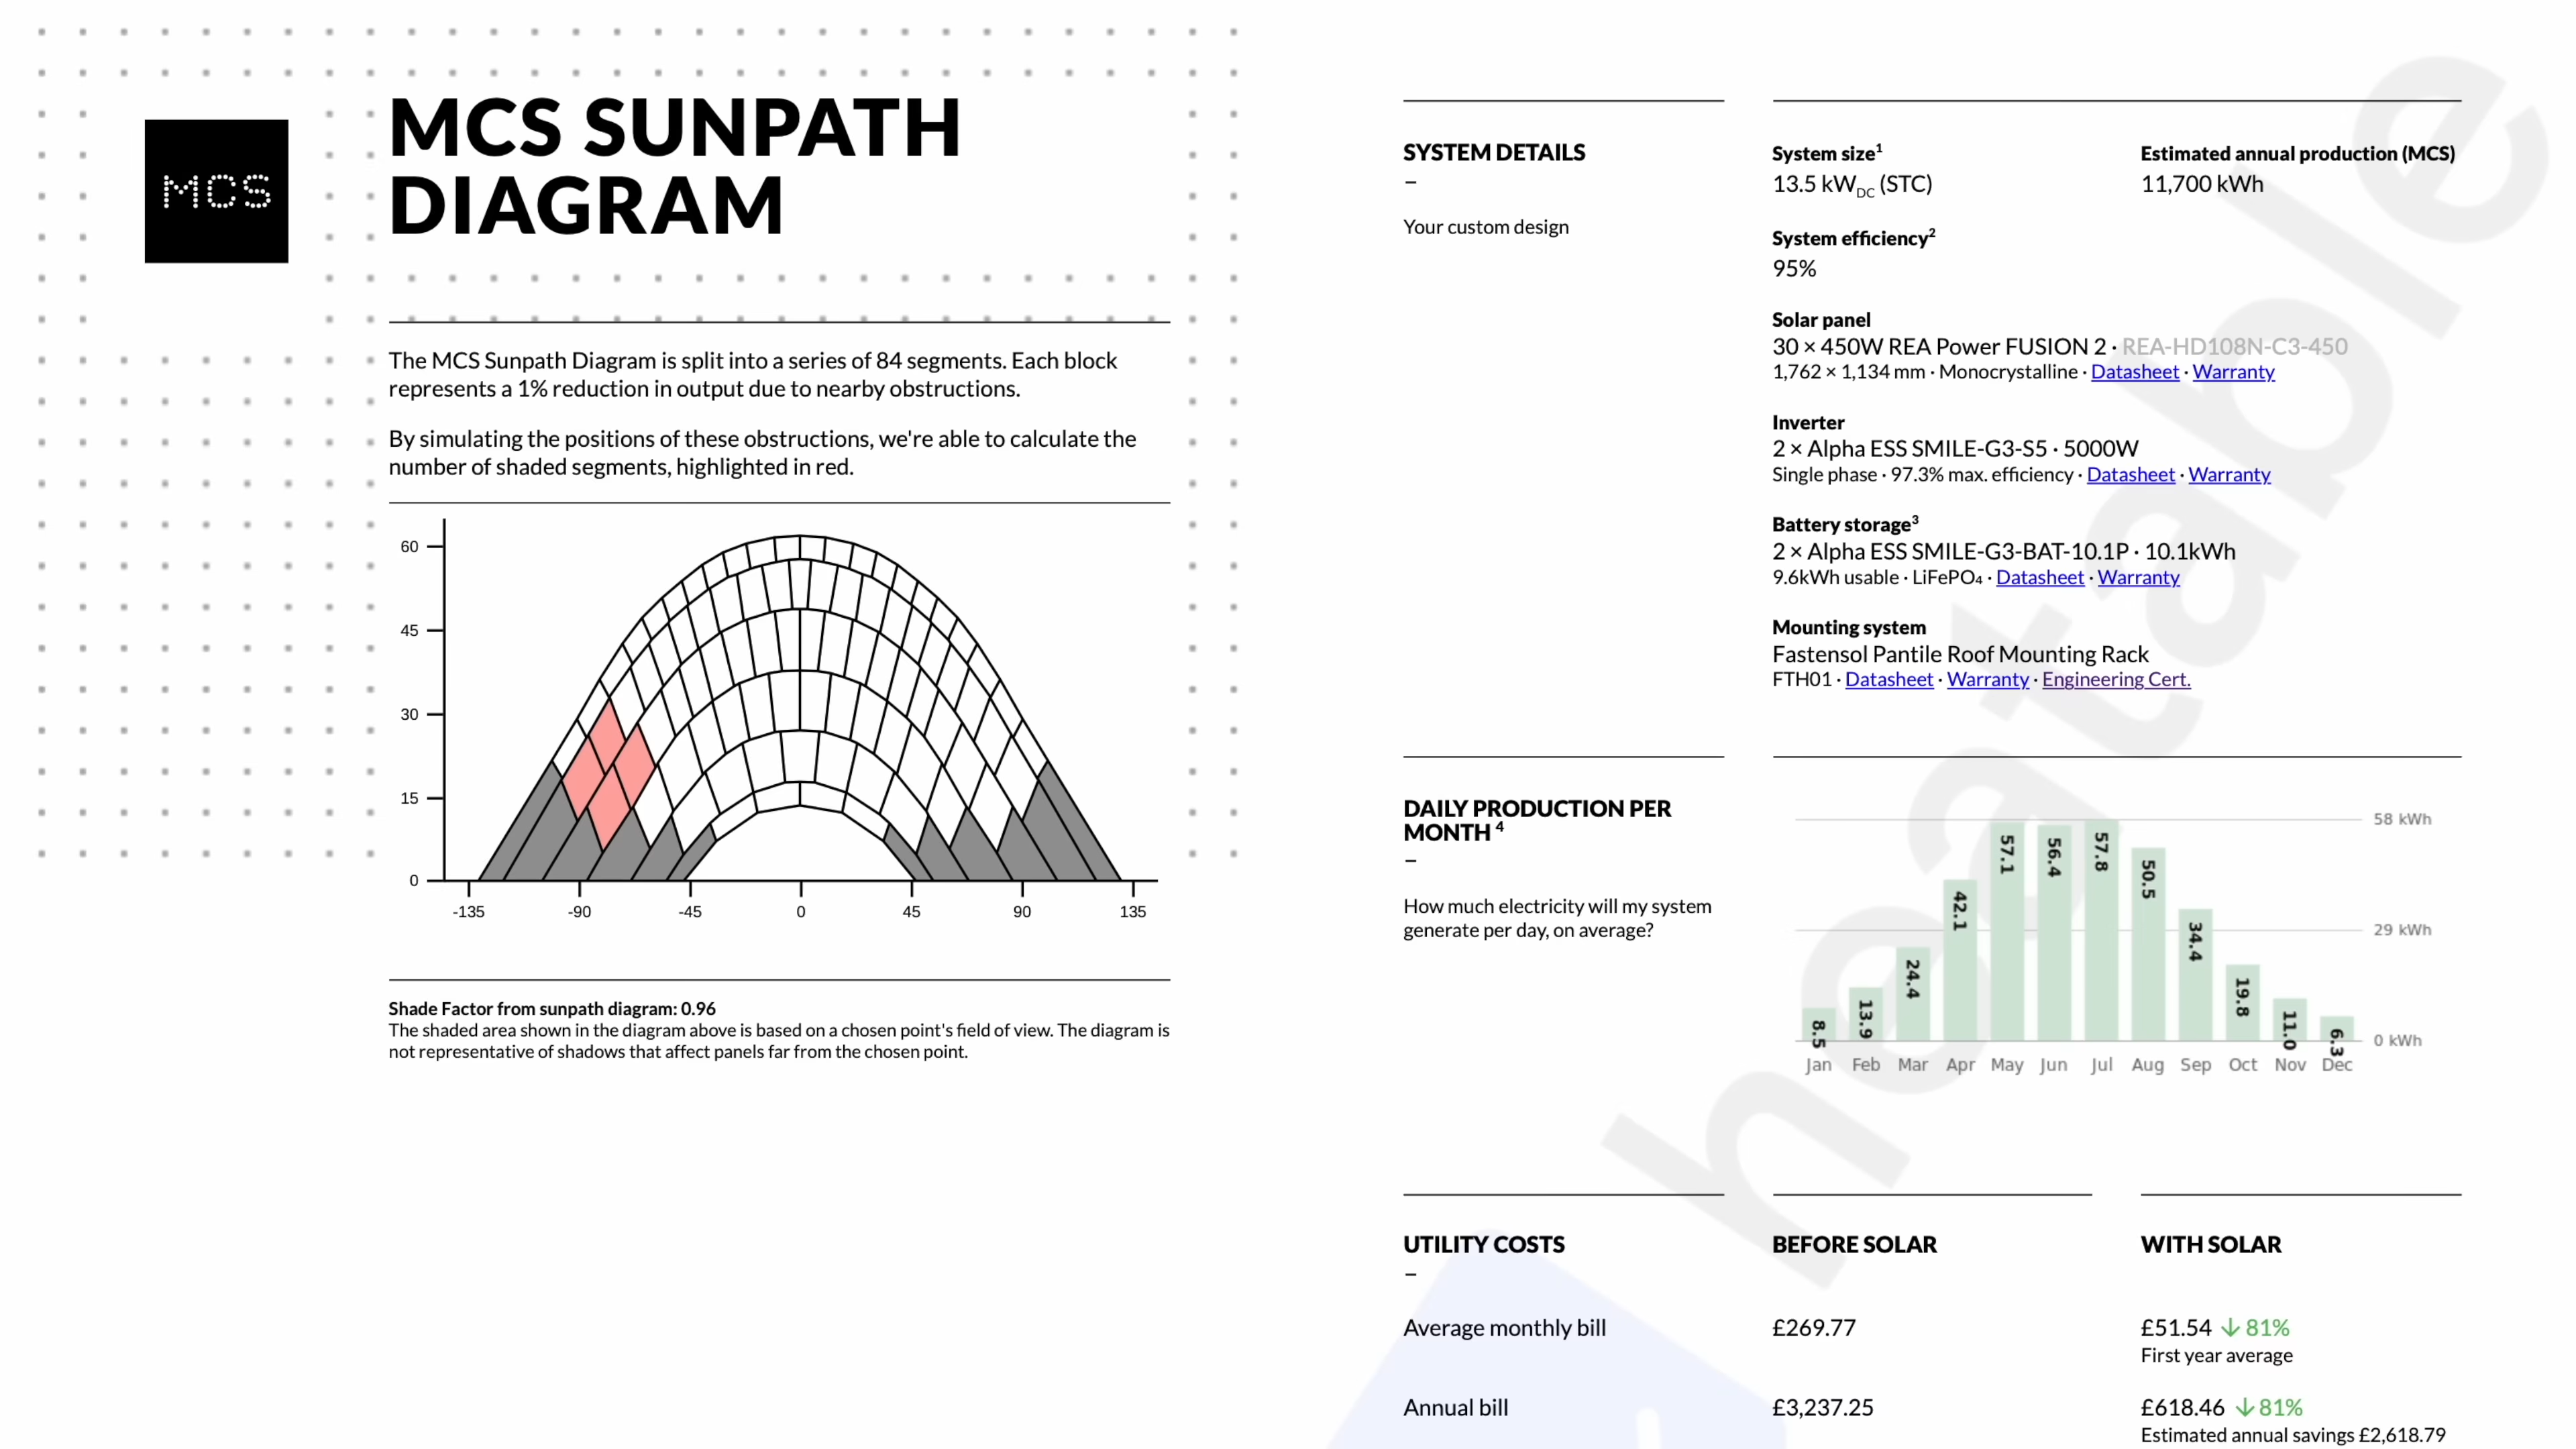 MCS
MCS SUNPATH
DIAGRAM
The MCS Sunpath Diagram is split into a series of 84 segments. Each block
represents a 1% reduction in output due to nearby obstructions.
By simulating the positions of these obstructions, we're able to calculate the
number of shaded segments, highlighted in red.
60
45
30
15
0
-135 -90 -45 0 45 90 135
Shade Factor from sunpath diagram: 0.96
The shaded area shown in the diagram above is based on a chosen point's field of view. The diagram is
not representative of shadows that affect panels far from the chosen point.
heatable
SYSTEM DETAILS
–
Your custom design
System size¹
13.5 kW_DC (STC)
Estimated annual production (MCS)
11,700 kWh
System efficiency²
95%
Solar panel
30 × 450W REA Power FUSION 2 · REA-HD108N-C3-450
1,762 × 1,134 mm · Monocrystalline · Datasheet · Warranty
Inverter
2 × Alpha ESS SMILE-G3-S5 · 5000W
Single phase · 97.3% max. efficiency · Datasheet · Warranty
Battery storage³
2 × Alpha ESS SMILE-G3-BAT-10.1P · 10.1kWh
9.6kWh usable · LiFePO₄ · Datasheet · Warranty
Mounting system
Fastensol Pantile Roof Mounting Rack
FTH01 · Datasheet · Warranty · Engineering Cert.
DAILY PRODUCTION PER
MONTH ⁴
–
How much electricity will my system
generate per day, on average?
58 kWh
29 kWh
0 kWh
8.5 13.9 24.4 42.1 57.1 56.4 57.8 50.5 34.4 19.8 11.0 6.3
Jan Feb Mar Apr May Jun Jul Aug Sep Oct Nov Dec
UTILITY COSTS
–
BEFORE SOLAR
WITH SOLAR
Average monthly bill
£269.77
£51.54 ↓ 81%
First year average
Annual bill
£3,237.25
£618.46 ↓ 81%
Estimated annual savings £2,618.79